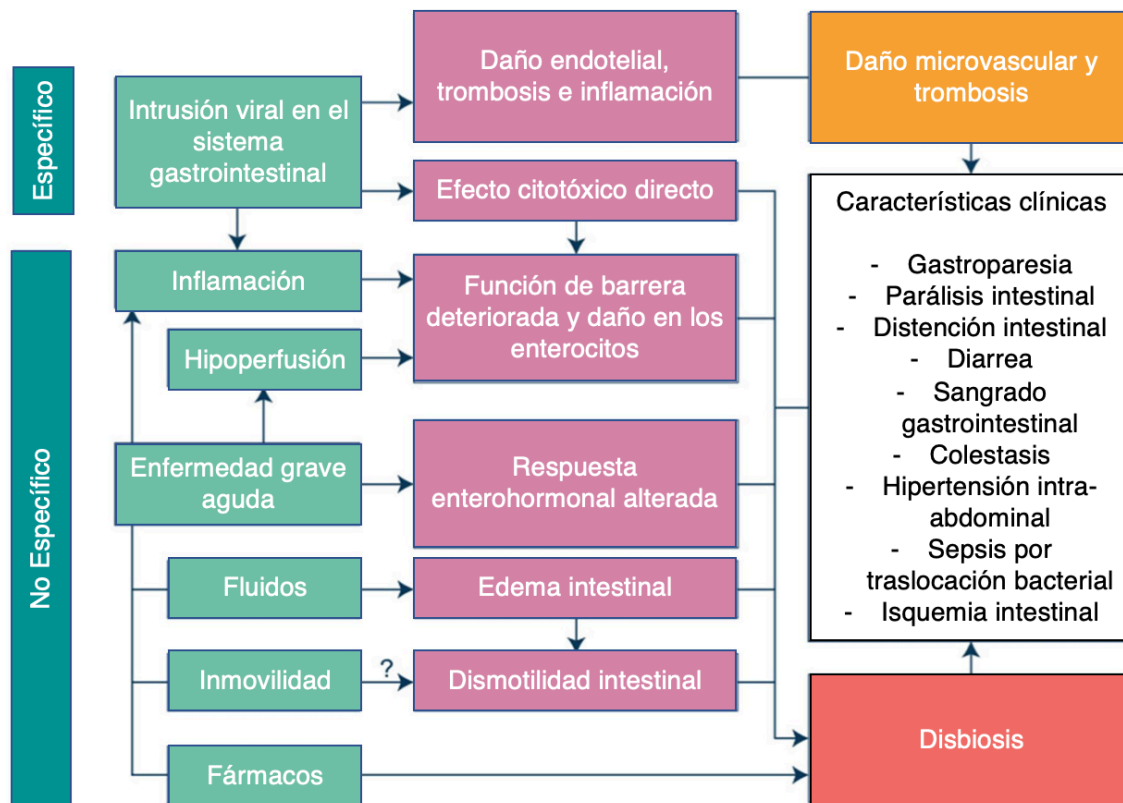 Específico
Intrusión viral en el
sistema
gastrointestinal
Daño endotelial,
trombosis e inflamación
Daño microvascular y
trombosis
Efecto citotóxico directo
No Específico
Inflamación
Función de barrera
deteriorada y daño en los
enterocitos
Hipoperfusión
Enfermedad grave
aguda
Respuesta
enterohormonal alterada
Fluidos
Edema intestinal
Inmovilidad
?
Dismotilidad intestinal
Fármacos
Características clínicas
- Gastroparesia
- Parálisis intestinal
- Distención intestinal
- Diarrea
- Sangrado
gastrointestinal
- Colestasis
- Hipertensión intra-
abdominal
- Sepsis por
traslocación bacterial
- Isquemia intestinal
Disbiosis